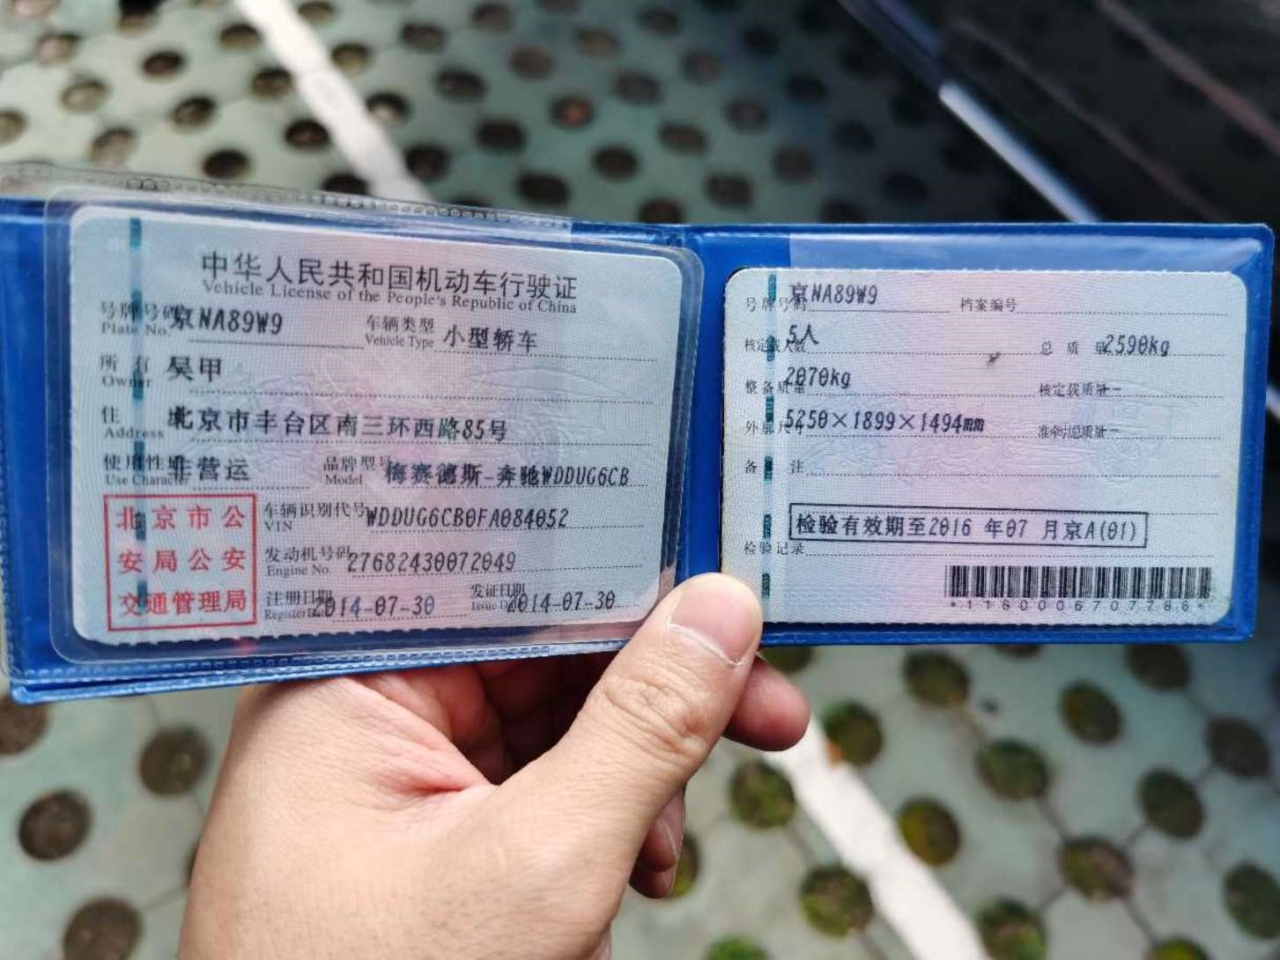 中华人民共和国机动车行驶证
Vehicle License of the People's Republic of China
号牌号码 京NA89W9 车辆类型 小型轿车
Plate No. Vehicle Type
所有 吴甲
Owner
住 北京市丰台区南三环西路85号
Address
使用性质 非营运 品牌型号 梅赛德斯-奔驰WDDUG6CB
Use Character Model
北京市公
安局公安
交通管理局
车辆识别代号 WDDUG6CB0FA084052
VIN
发动机号码 27682430072049
Engine No.
注册日期 2014-07-30 发证日期 2014-07-30
Register Issue
号牌号码 京NA89W9 档案编号
核定载人数 5人 总质量 2590kg
整备质量 2070kg 核定载质量 —
外廓尺寸 5250×1899×1494mm 准牵引总质量 —
备注
检验有效期至2016 年07 月京A(01)
检验记录
*1180006707786*